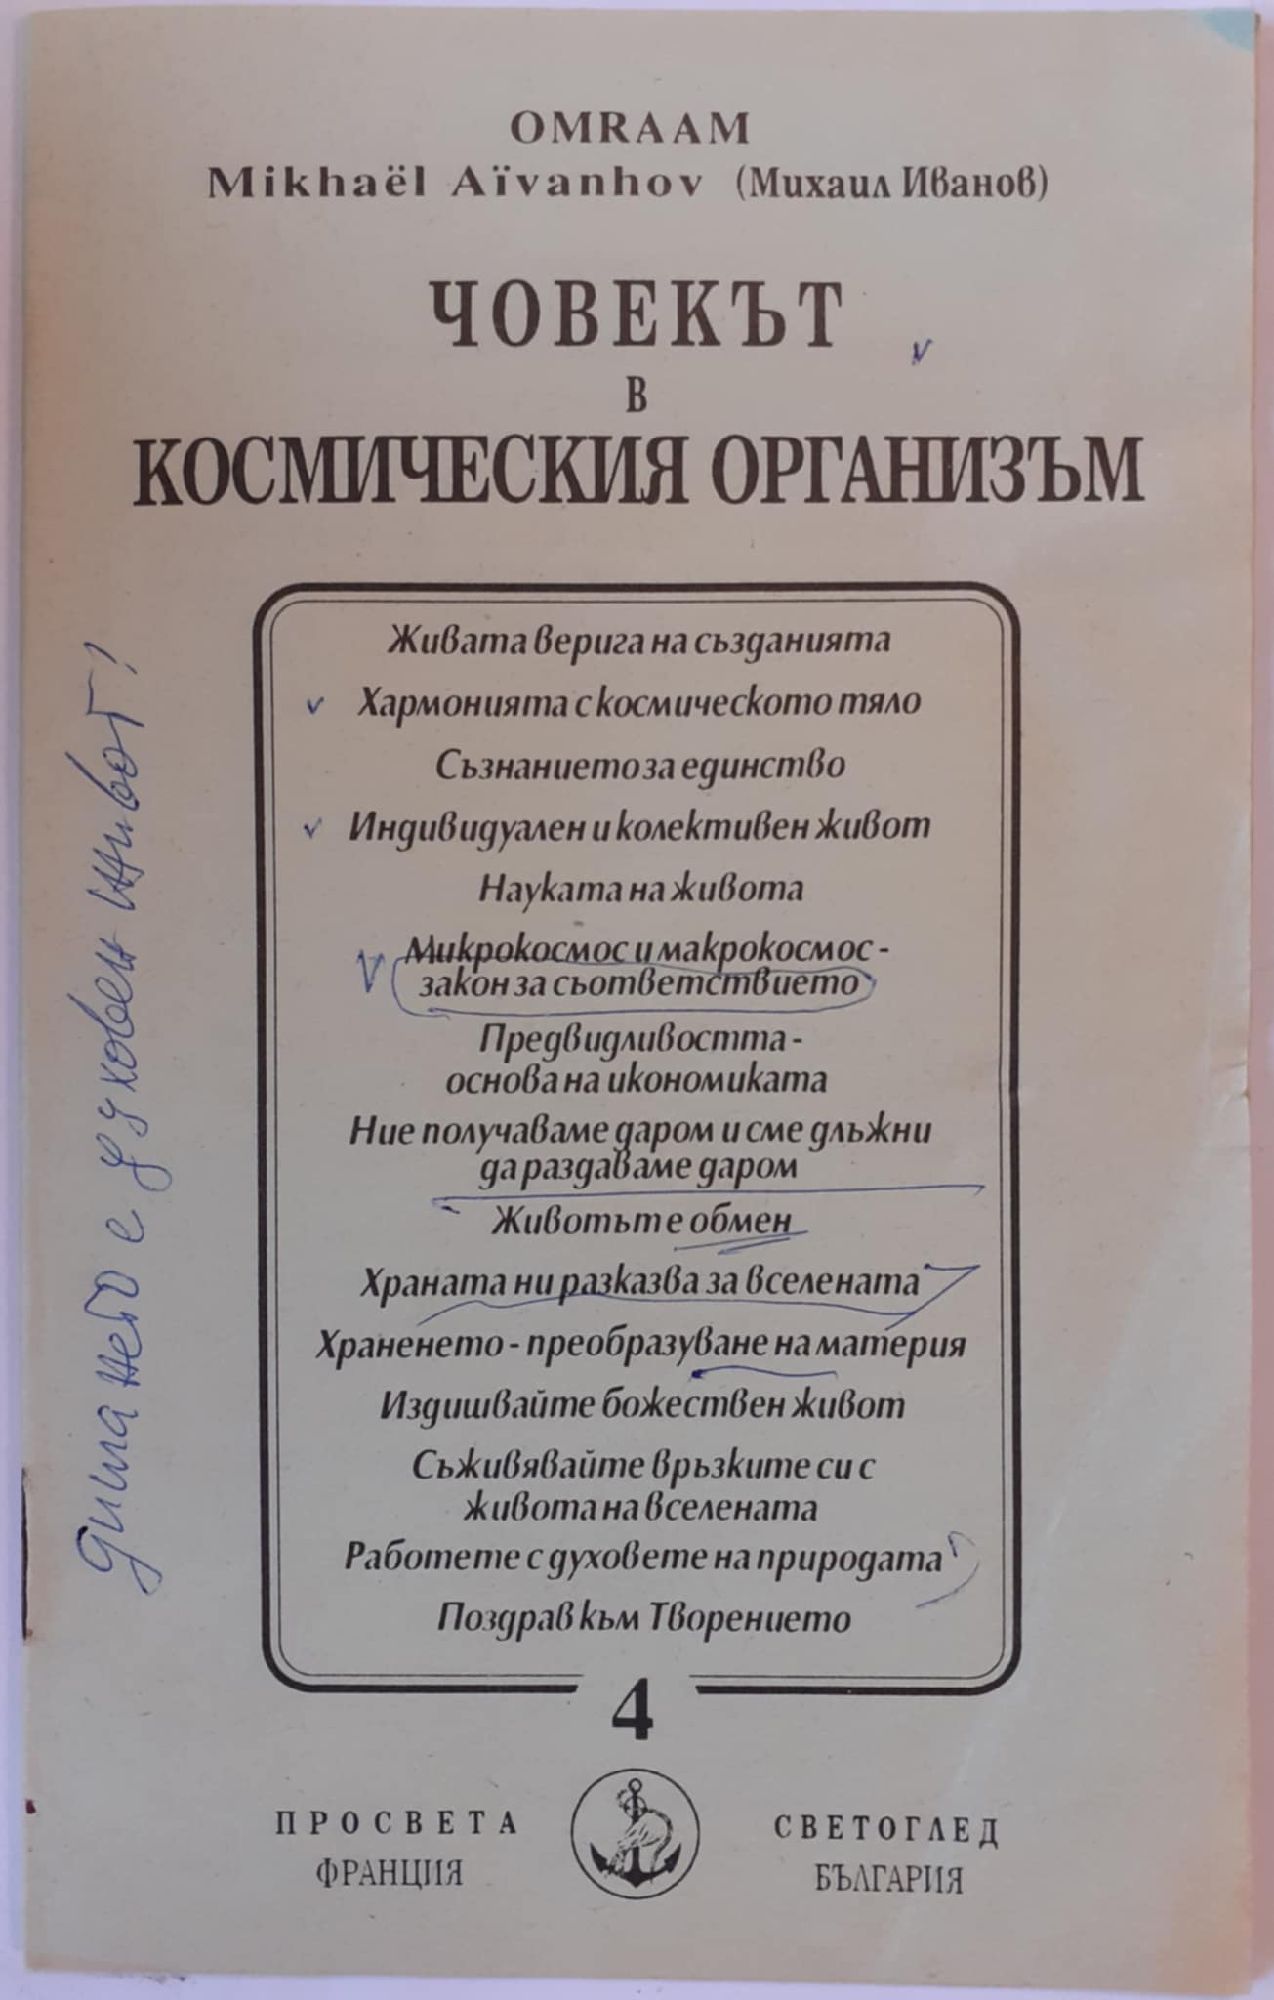 OMRAAM
Mikhaël Aïvanhov (Михаил Иванов)
ЧОВЕКЪТ
В
КОСМИЧЕСКИЯ ОРГАНИЗЪМ
Живата верига на създанията
Хармонията с космическото тяло
Съзнанието за единство
Индивидуален и колективен живот
Науката на живота
Микрокосмос и макрокосмос -
закон за съответствието
Предвидливостта -
основа на икономиката
Ние получаваме даром и сме длъжни
да раздаваме даром
Животът е обмен
Храната ни разказва за вселената
Храненето - преобразуване на материя
Издишвайте божествен живот
Съживявайте връзките си с
живота на вселената
Работете с духовете на природата
Поздрав към Творението
4
ПРОСВЕТА
ФРАНЦИЯ
СВЕТОГЛЕД
БЪЛГАРИЯ
е духовен живот!